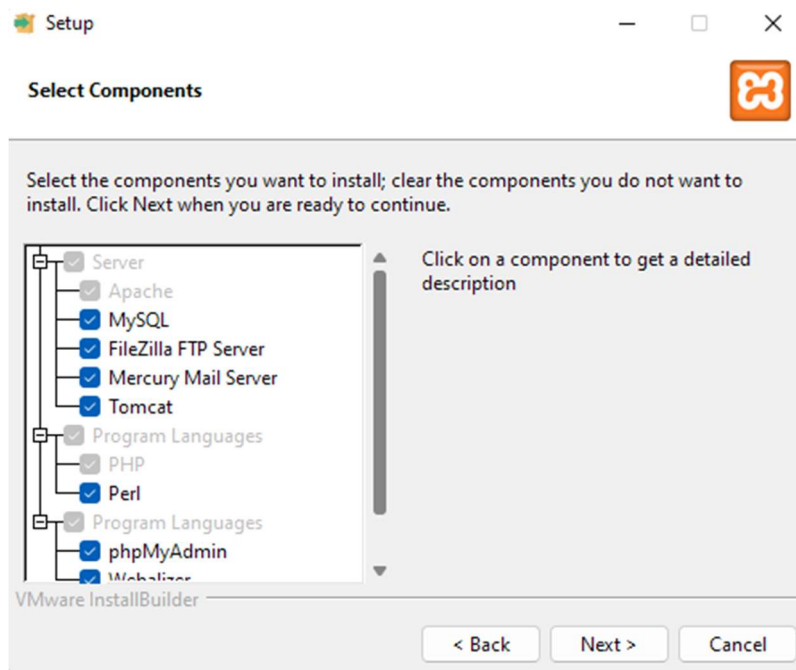 Setup
Select Components
Select the components you want to install; clear the components you do not want to
install. Click Next when you are ready to continue.
Server
Apache
MySQL
FileZilla FTP Server
Mercury Mail Server
Tomcat
Program Languages
PHP
Perl
Program Languages
phpMyAdmin
Webalizer
Click on a component to get a detailed
description
VMware InstallBuilder
< Back
Next >
Cancel